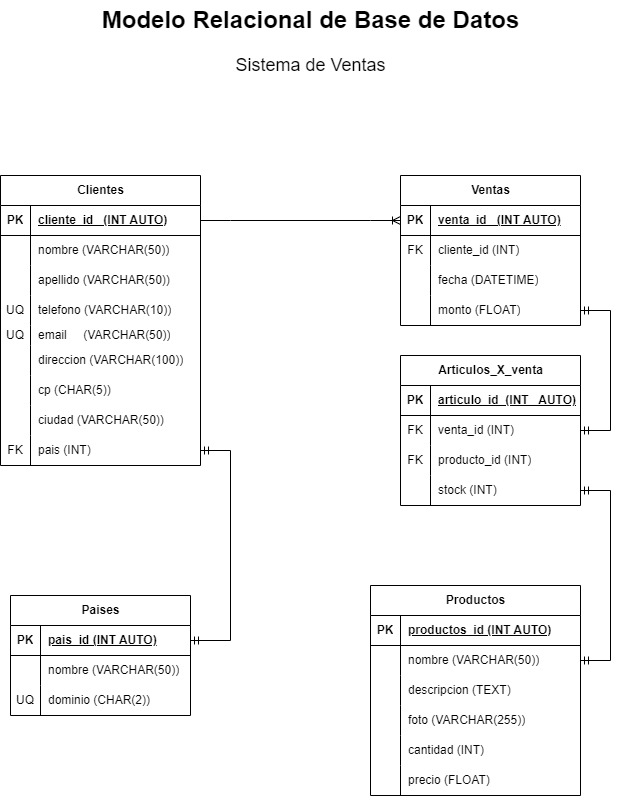 Modelo Relacional de Base de Datos
Sistema de Ventas
Clientes
PK cliente_id (INT AUTO)
nombre (VARCHAR(50))
apellido (VARCHAR(50))
UQ telefono (VARCHAR(10))
UQ email (VARCHAR(50))
direccion (VARCHAR(100))
cp (CHAR(5))
ciudad (VARCHAR(50))
FK pais (INT)
Ventas
PK venta_id (INT AUTO)
FK cliente_id (INT)
fecha (DATETIME)
monto (FLOAT)
Articulos_X_venta
PK articulo_id (INT AUTO)
FK venta_id (INT)
FK producto_id (INT)
stock (INT)
Paises
PK pais_id (INT AUTO)
nombre (VARCHAR(50))
UQ dominio (CHAR(2))
Productos
PK productos_id (INT AUTO)
nombre (VARCHAR(50))
descripcion (TEXT)
foto (VARCHAR(255))
cantidad (INT)
precio (FLOAT)